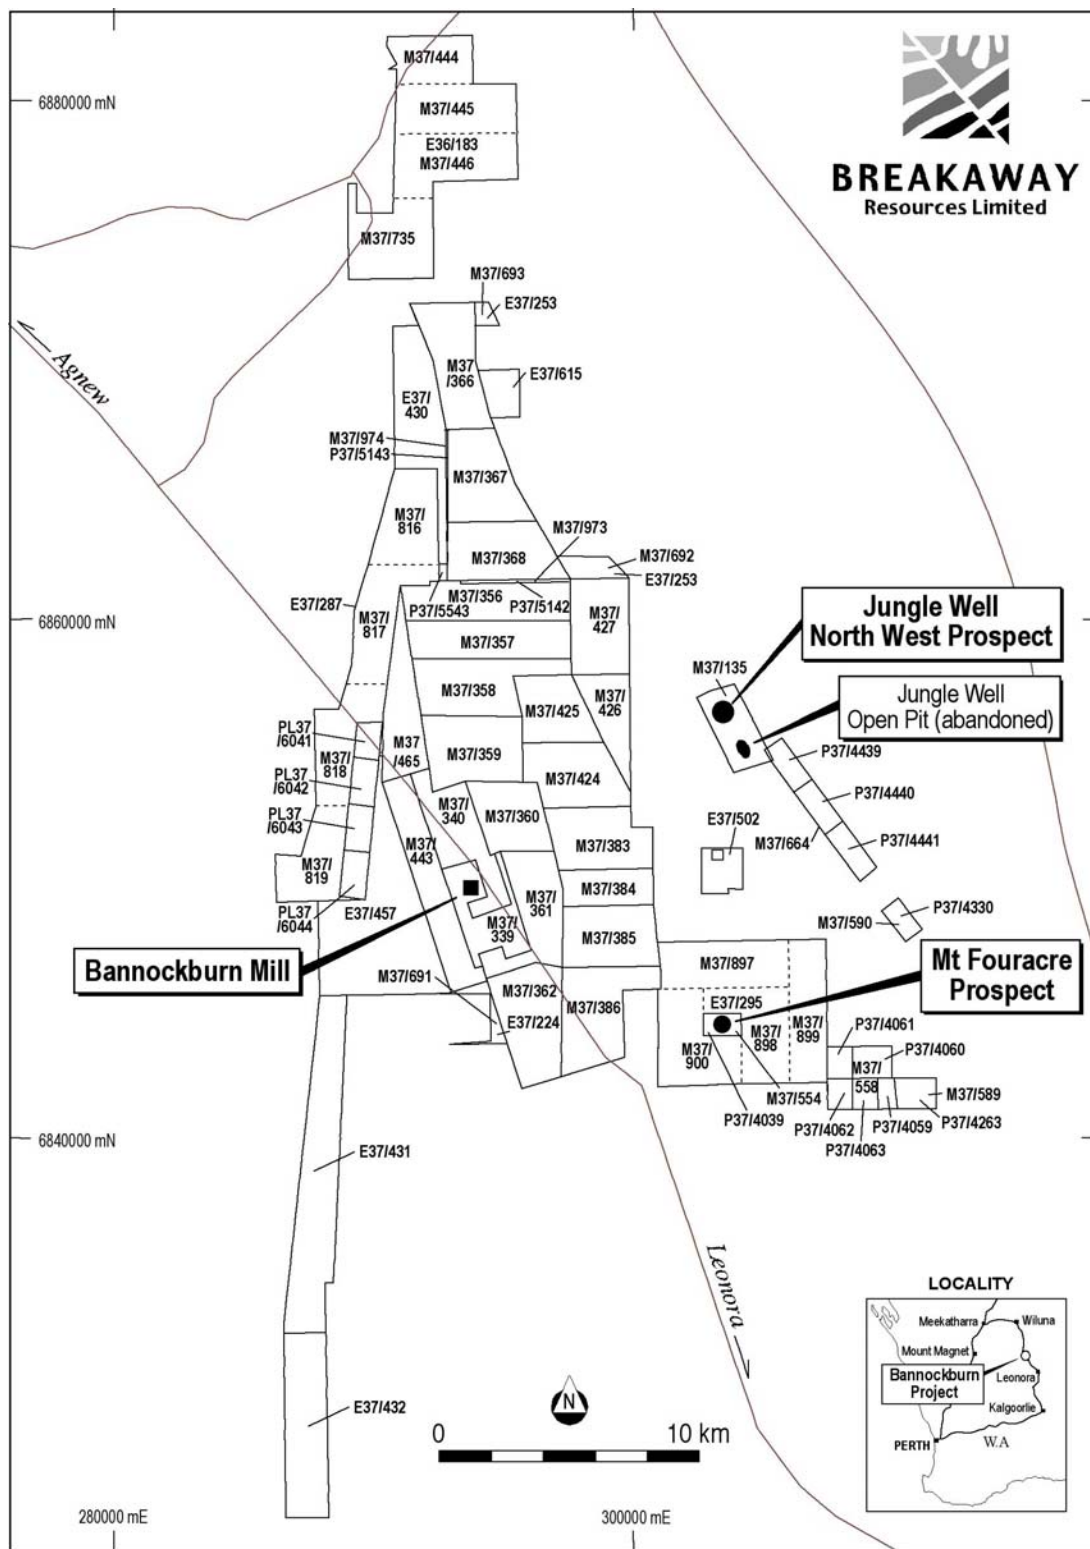 M37/444
6880000 mN
M37/445
E36/183
M37/446
BREAKAWAY
Resources Limited
M37/735
M37/693
E37/253
Agnew
M37
/366
E37/615
E37/
430
M37/974
P37/5143
M37/367
M37/
816
M37/973
M37/368
M37/692
E37/253
E37/287
M37/356
P37/5543
P37/5142
6860000 mN
M37/
817
M37/
427
Jungle Well
North West Prospect
M37/357
M37/135
M37/358
M37/
426
M37/425
Jungle Well
Open Pit (abandoned)
PL37
/6041
M37
/465
M37/
818
M37/359
P37/4439
PL37
/6042
M37/424
P37/4440
M37/
340
M37/360
E37/502
PL37
/6043
M37/
443
M37/383
M37/664
P37/4441
M37/
819
M37/384
M37/
361
PL37
/6044
E37/457
M37/
339
P37/4330
M37/590
M37/385
Bannockburn Mill
M37/897
Mt Fouracre
Prospect
M37/691
M37/362
M37/386
E37/295
E37/224
M37/
898
M37/
899
P37/4061
M37/
900
P37/4060
M37/
558
M37/554
M37/589
P37/4039
P37/4062
P37/4059
P37/4263
P37/4063
6840000 mN
E37/431
Leonora
LOCALITY
Meekatharra
Wiluna
Mount Magnet
Bannockburn
Project
Leonora
Kalgoorlie
PERTH
W.A
E37/432
N
0
10 km
280000 mE
300000 mE